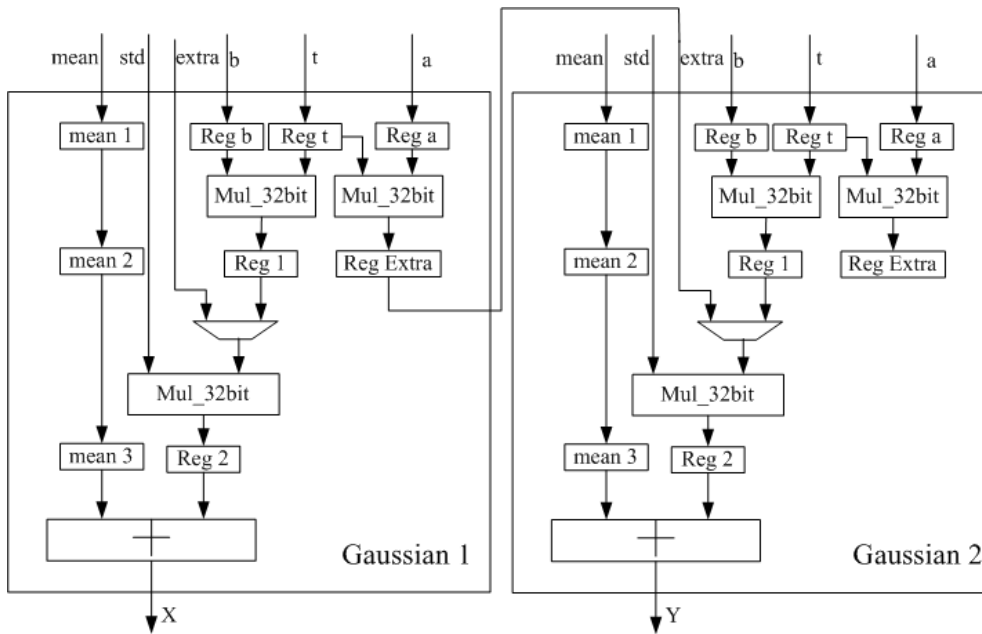 mean std extra b t a
mean 1 Reg b Reg t Reg a
Mul_32bit Mul_32bit
mean 2 Reg 1 Reg Extra
Mul_32bit
mean 3 Reg 2
+
Gaussian 1
X
mean std extra b t a
mean 1 Reg b Reg t Reg a
Mul_32bit Mul_32bit
mean 2 Reg 1 Reg Extra
Mul_32bit
mean 3 Reg 2
+
Gaussian 2
Y